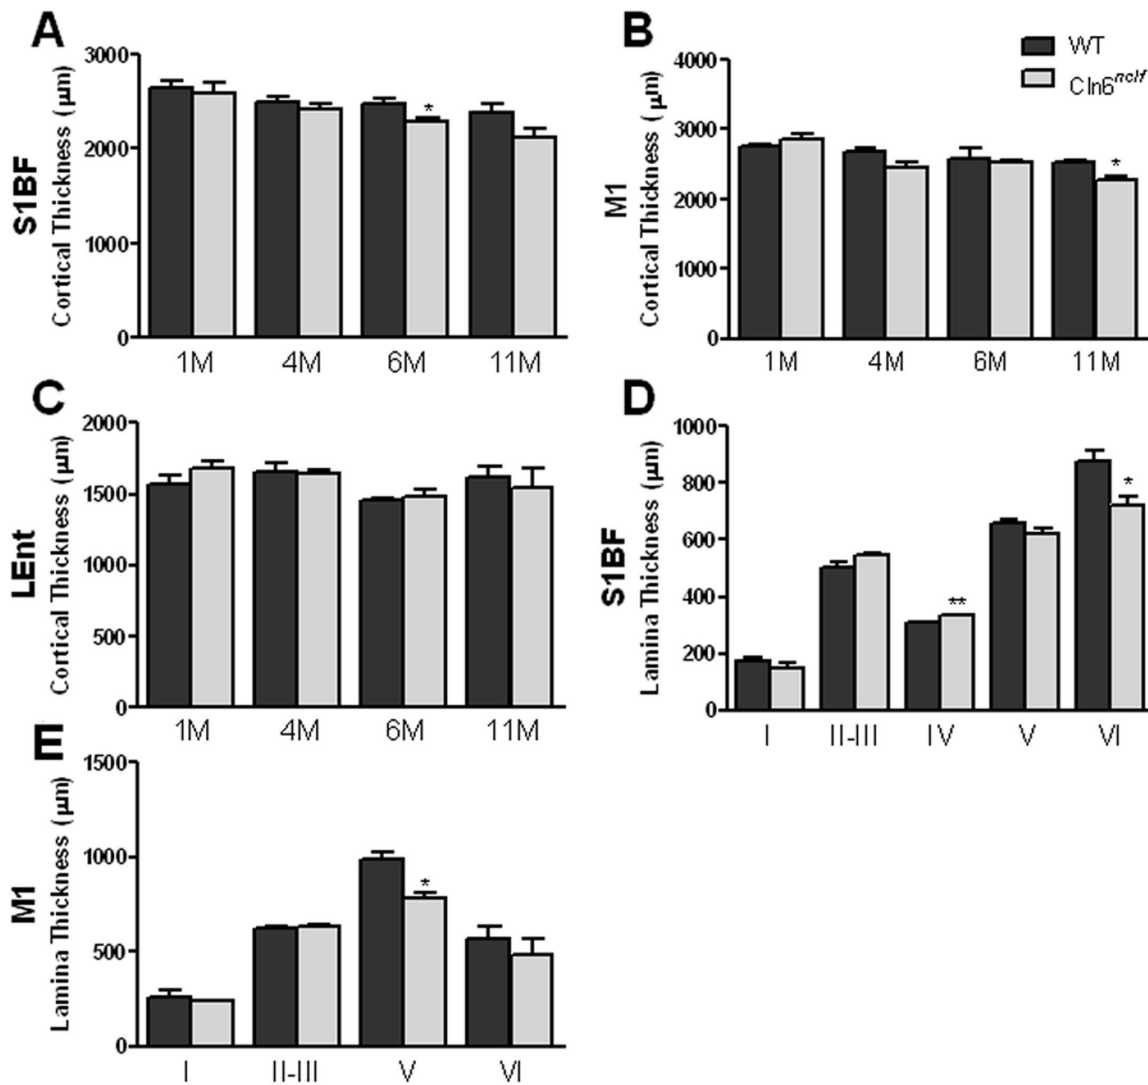 A
S1BF
Cortical Thickness (μm)
3000
2000
1000
0
*
1M 4M 6M 11M
B
WT
Cln6nclf
M1
Cortical Thickness (μm)
4000
3000
2000
1000
0
*
1M 4M 6M 11M
C
LEnt
Cortical Thickness (μm)
2000
1500
1000
500
0
1M 4M 6M 11M
D
S1BF
Lamina Thickness (μm)
1000
800
600
400
200
0
**
*
I II-III IV V VI
E
M1
Lamina Thickness (μm)
1500
1000
500
0
*
I II-III V VI